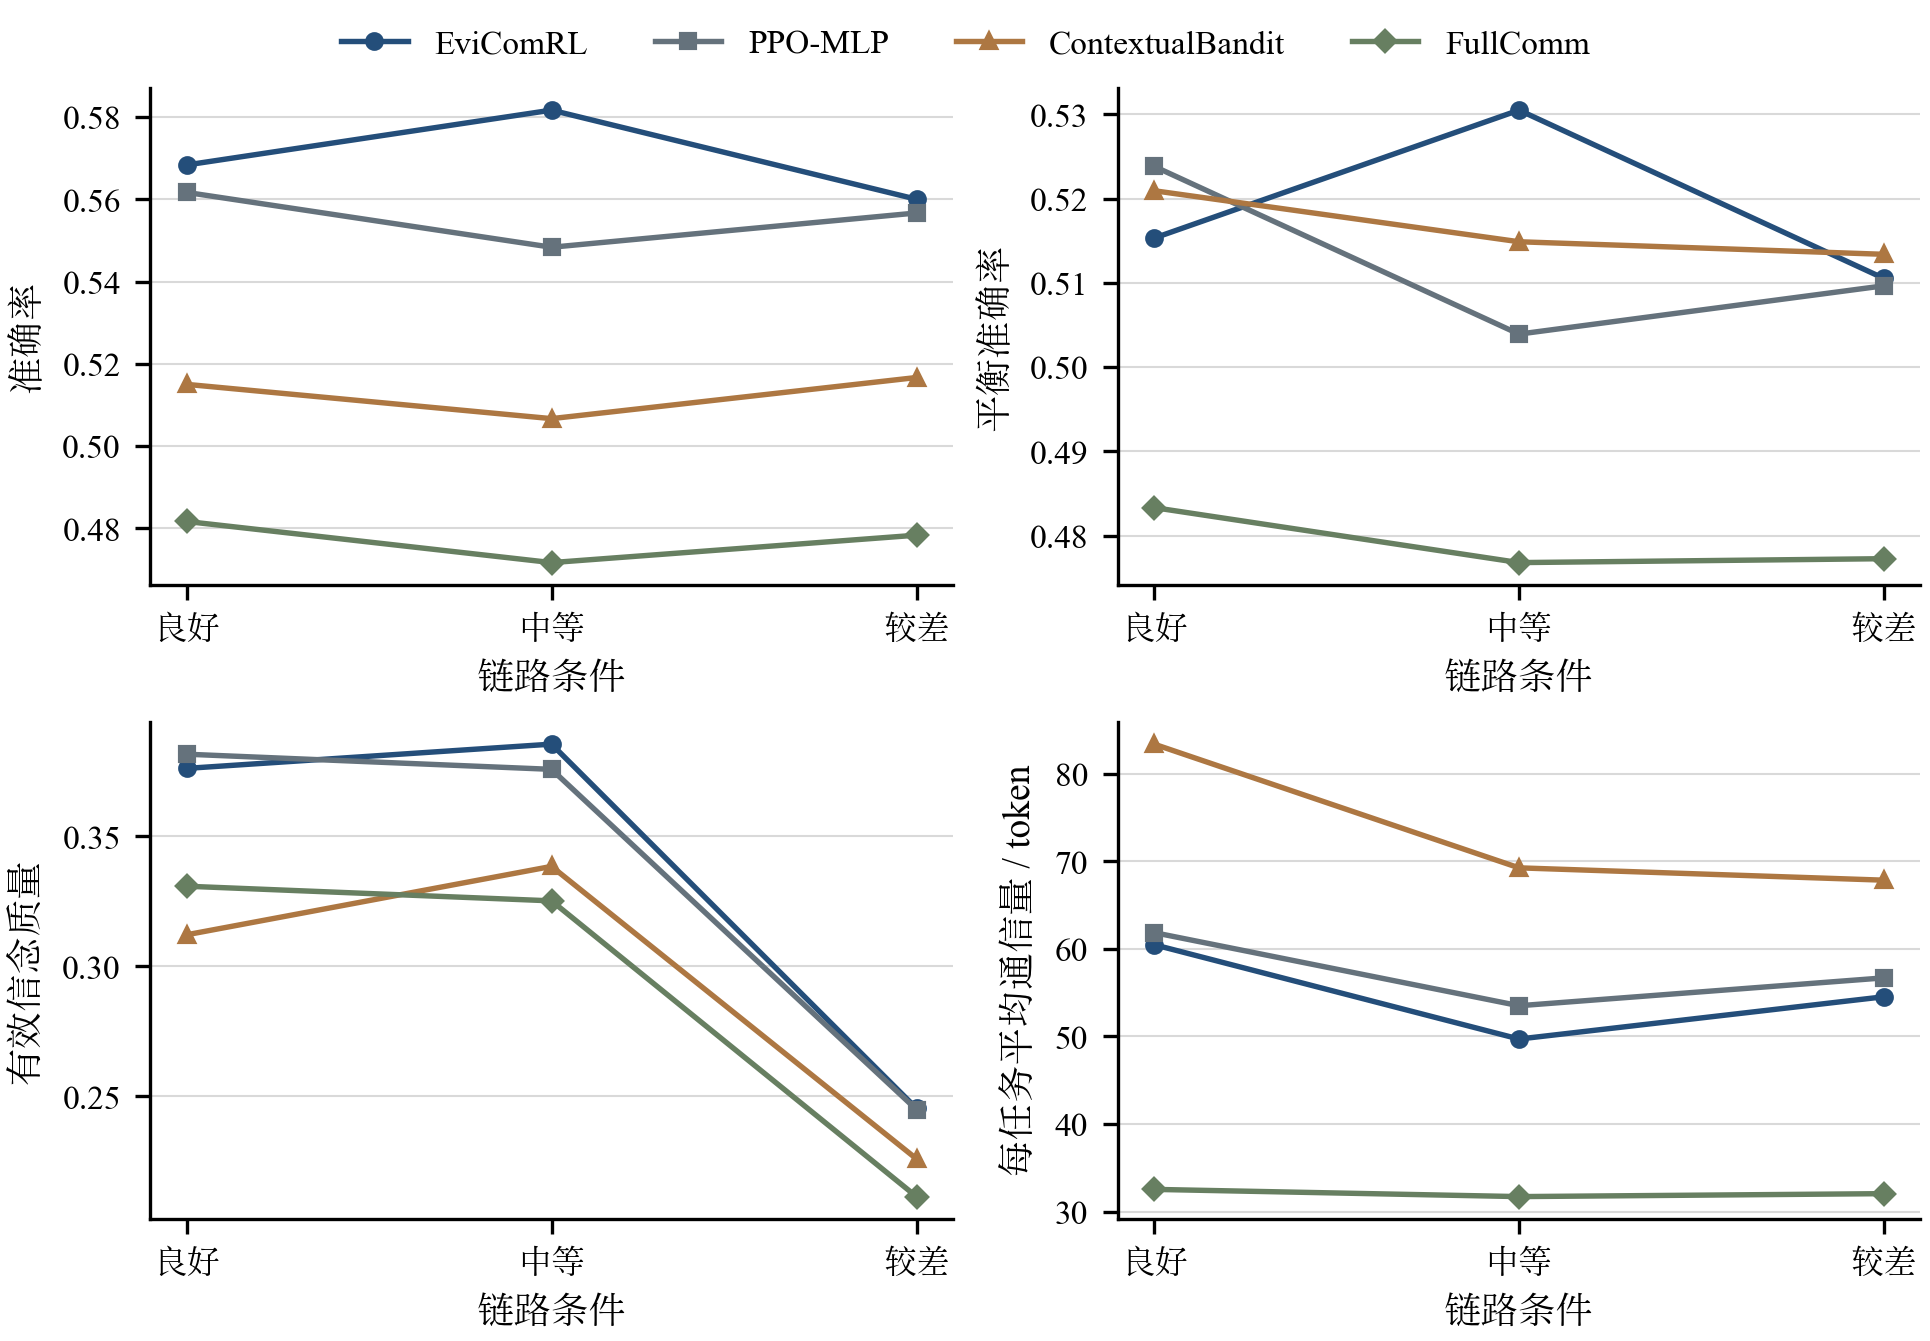 EviComRL PPO-MLP ContextualBandit FullComm
准确率
0.58
0.56
0.54
0.52
0.50
0.48
良好 中等 较差
链路条件
平衡准确率
0.53
0.52
0.51
0.50
0.49
0.48
良好 中等 较差
链路条件
有效信念质量
0.35
0.30
0.25
良好 中等 较差
链路条件
每任务平均通信量 / token
80
70
60
50
40
30
良好 中等 较差
链路条件